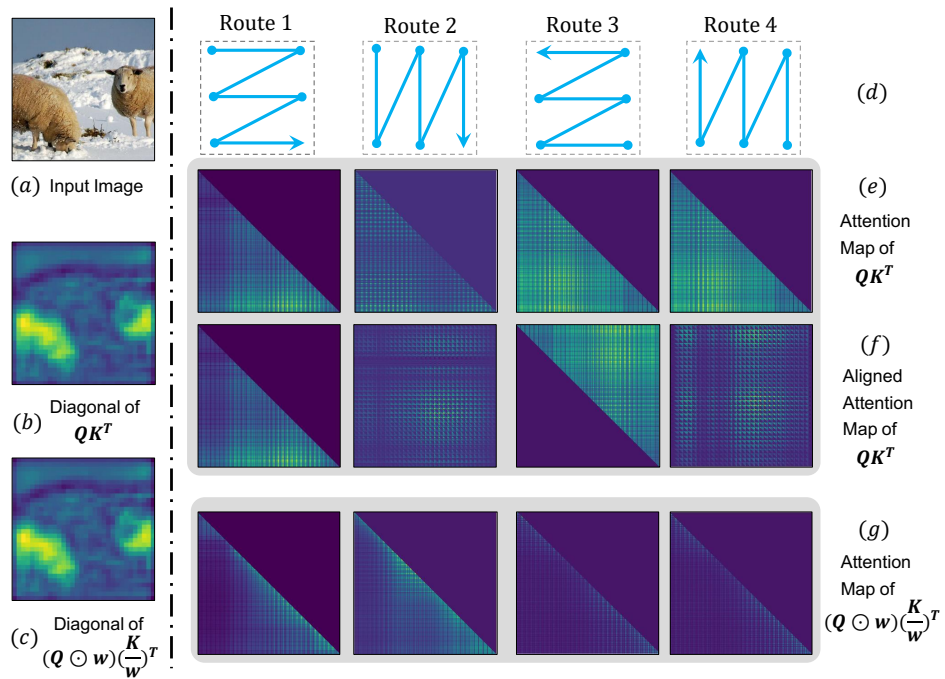 Route 1
Route 2
Route 3
Route 4
(a) Input Image
(b) Diagonal of
QK^T
(c) Diagonal of
(Q ⊙ w)(K/w)^T
(d)
(e)
Attention
Map of
QK^T
(f)
Aligned
Attention
Map of
QK^T
(g)
Attention
Map of
(Q ⊙ w)(K/w)^T